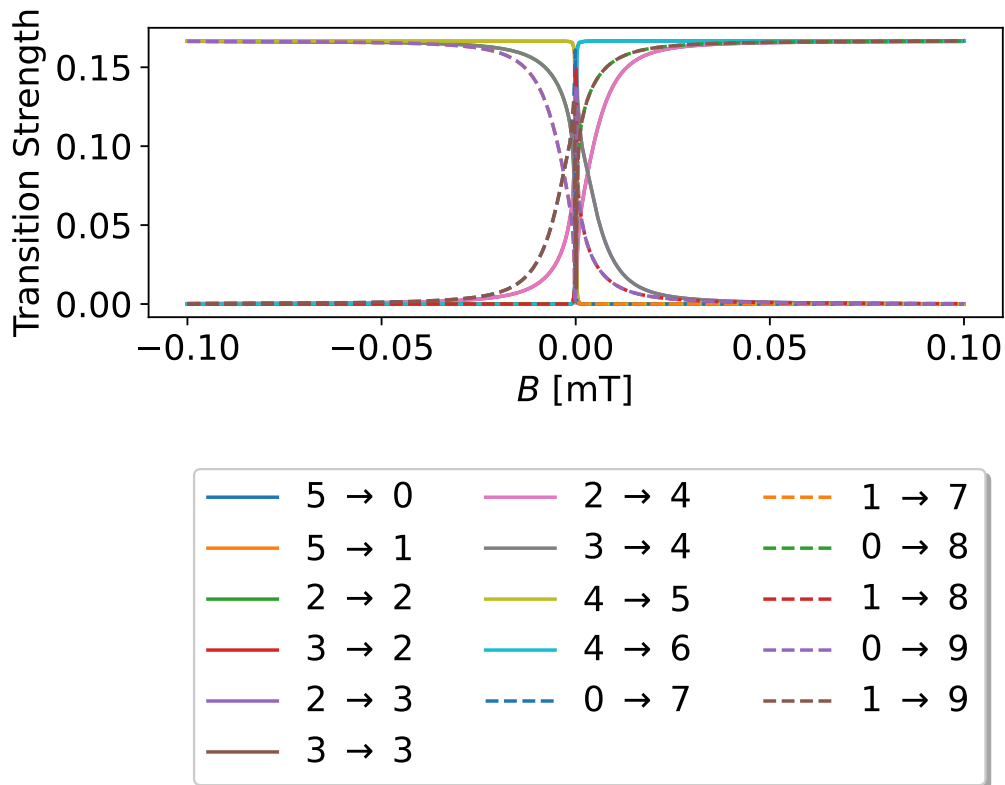 Transition Strength
0.15
0.10
0.05
0.00
−0.10
−0.05
0.00
0.05
0.10
B [mT]
5 → 0
5 → 1
2 → 2
3 → 2
2 → 3
3 → 3
2 → 4
3 → 4
4 → 5
4 → 6
0 → 7
1 → 7
0 → 8
1 → 8
0 → 9
1 → 9